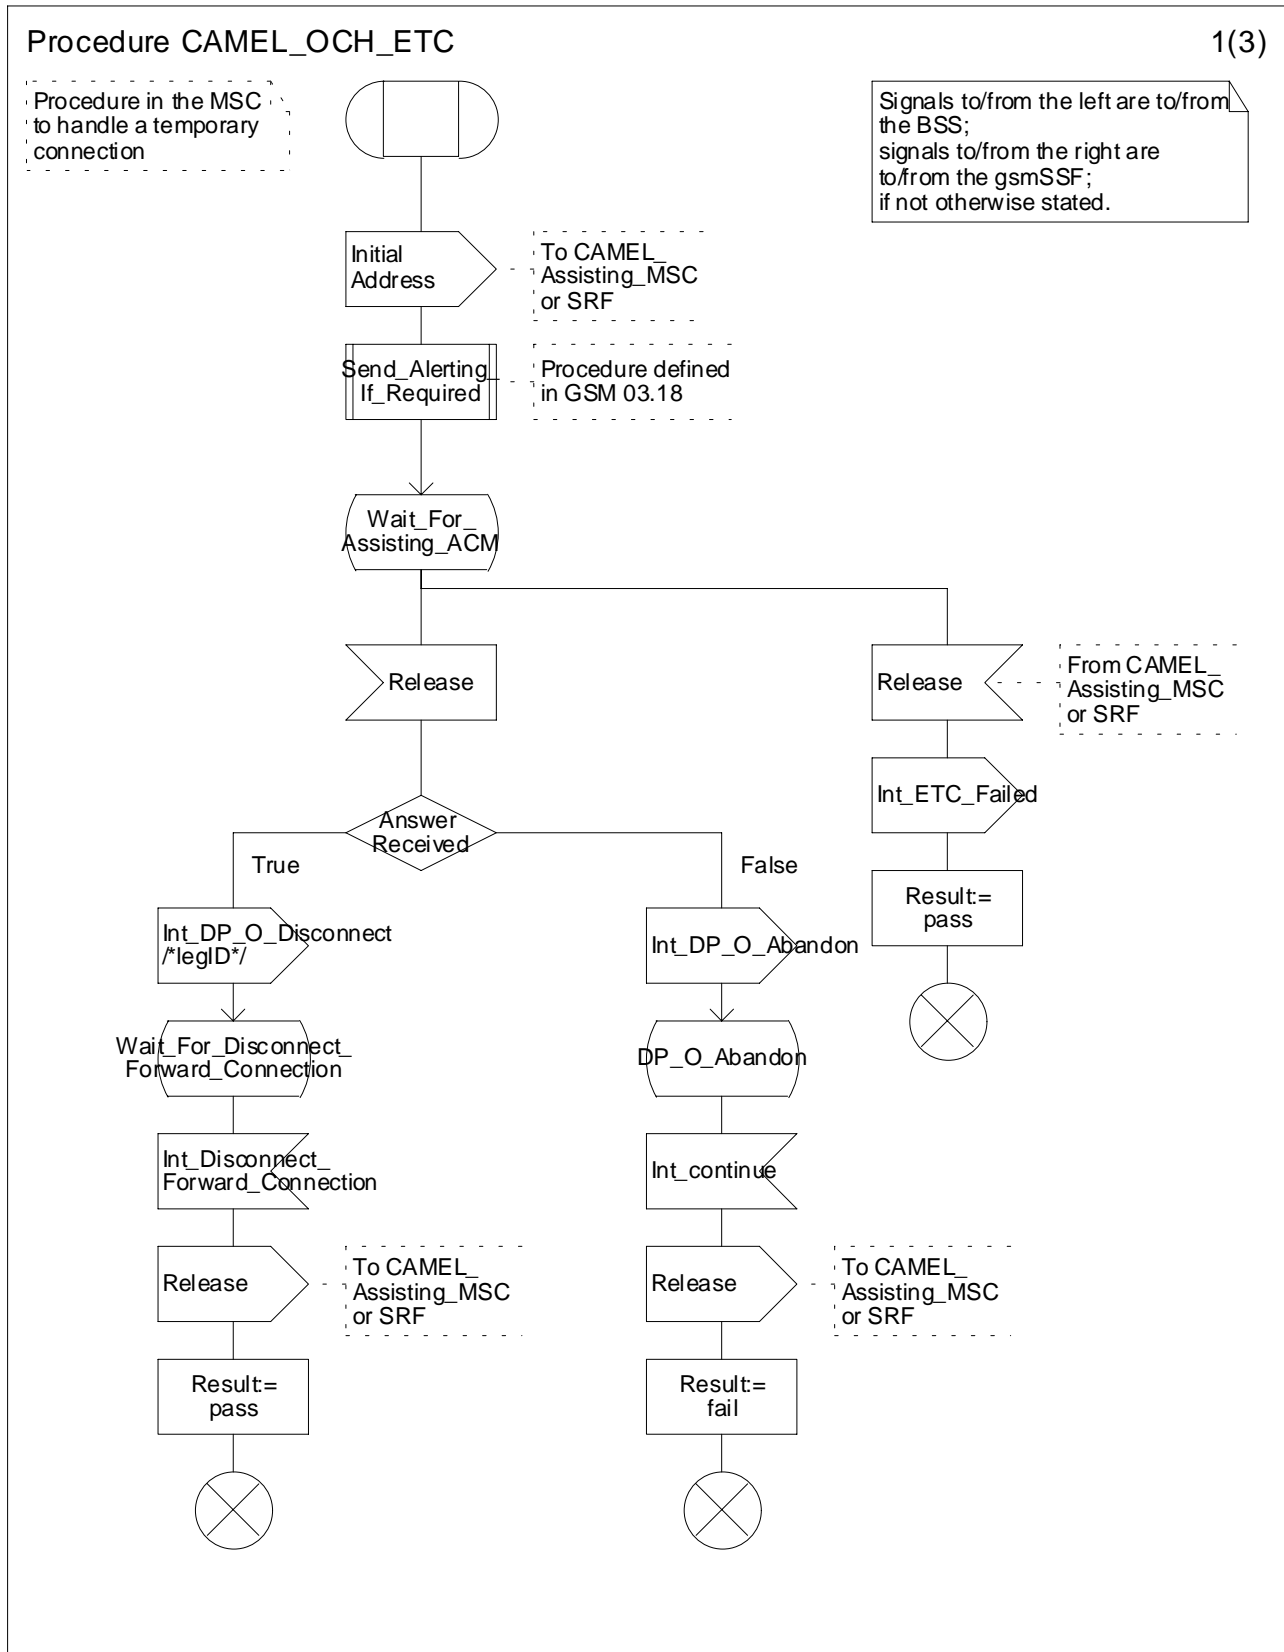 Procedure CAMEL_OCH_ETC
1(3)
Procedure in the MSC
to handle a temporary
connection
Signals to/from the left are to/from
the BSS;
signals to/from the right are
to/from the gsmSSF;
if not otherwise stated.
Initial
Address
To CAMEL_
Assisting_MSC
or SRF
Send_Alerting_
If_Required
Procedure defined
in GSM 03.18
Wait_For_
Assisting_ACM
Release
Release
From CAMEL_
Assisting_MSC
or SRF
Int_ETC_Failed
Answer
Received
True
False
Result:=
pass
Int_DP_O_Disconnect
/*legID*/
Int_DP_O_Abandon
Wait_For_Disconnect_
Forward_Connection
DP_O_Abandon
Int_Disconnect_
Forward_Connection
Int_continue
Release
To CAMEL_
Assisting_MSC
or SRF
Release
To CAMEL_
Assisting_MSC
or SRF
Result:=
pass
Result:=
fail